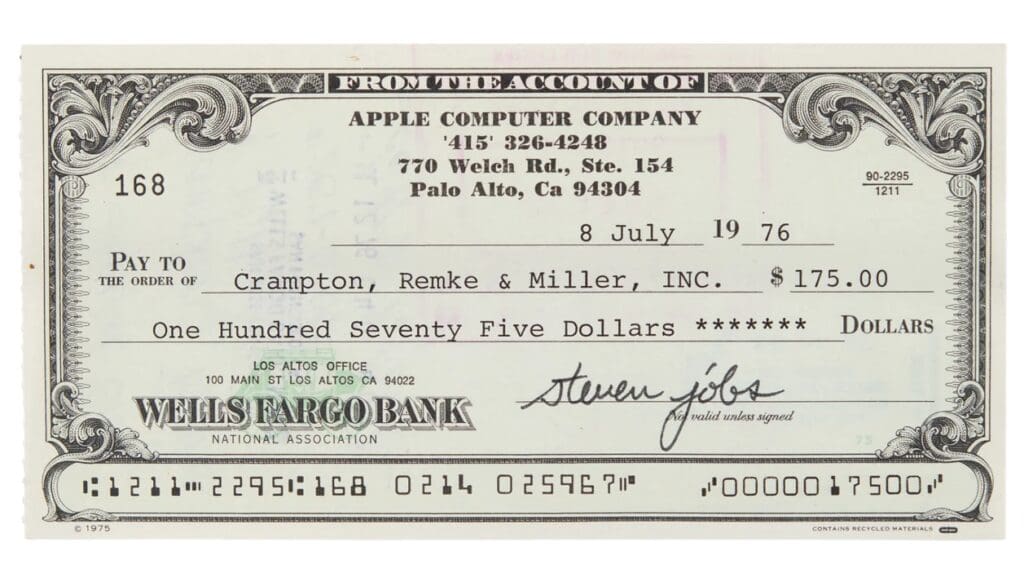 FROM THE ACCOUNT OF
APPLE COMPUTER COMPANY
'415' 326-4248
770 Welch Rd., Ste. 154
Palo Alto, Ca 94304
168
90-2295
1211
8 July 19 76
PAY TO
THE ORDER OF Crampton, Remke & Miller, INC. $ 175.00
One Hundred Seventy Five Dollars ******* DOLLARS
LOS ALTOS OFFICE
100 MAIN ST LOS ALTOS CA 94022
WELLS FARGO BANK
NATIONAL ASSOCIATION
steven jobs
Not valid unless signed
75
⑆1211⑉2295⑆168 0214 025967⑈ ⑇0000017500⑇
© 1975
CONTAINS RECYCLED MATERIALS